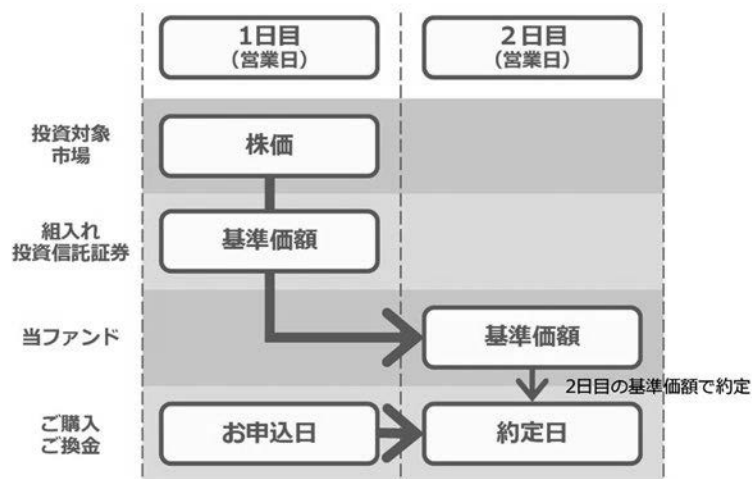 1日目
(営業日)
2日目
(営業日)
投資対象
市場
株価
組入れ
投資信託証券
基準価額
当ファンド
基準価額
2日目の基準価額で約定
ご購入
ご換金
お申込日
約定日